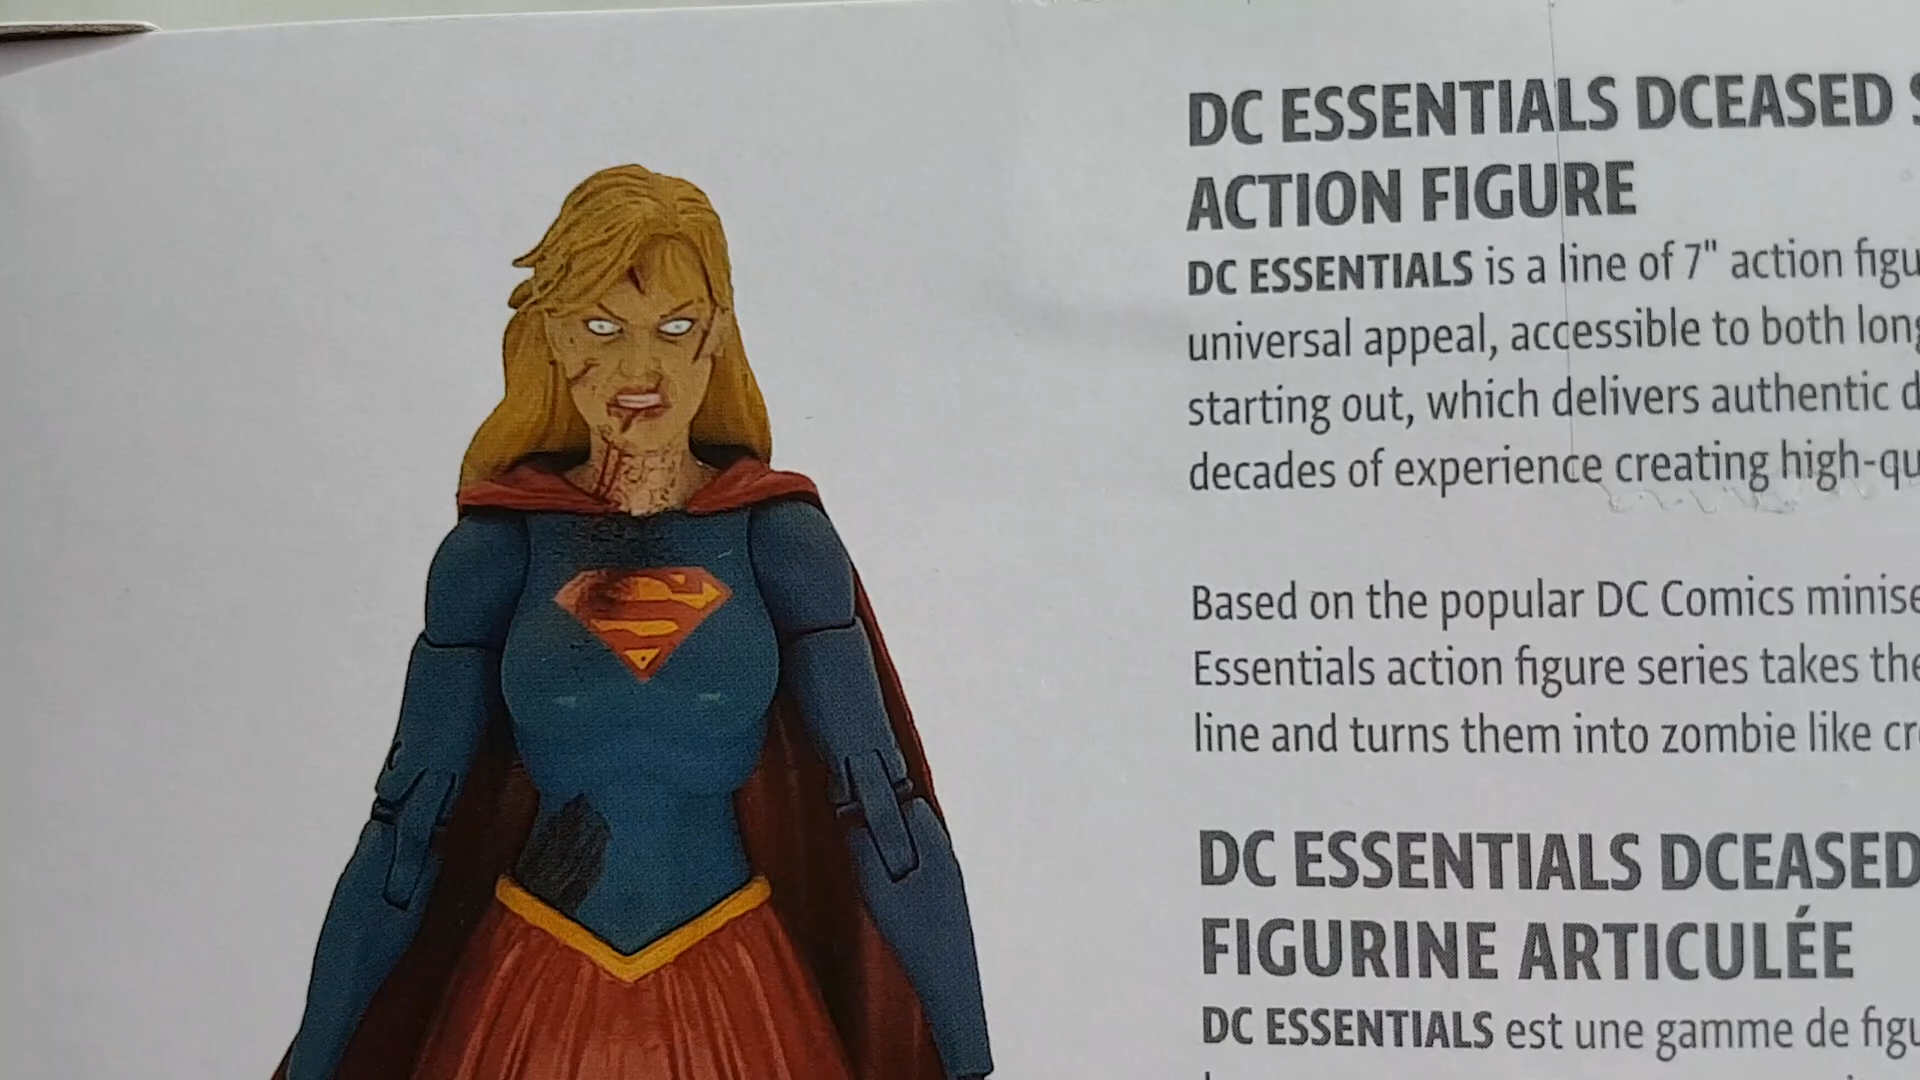 DC ESSENTIALS DCEASED
ACTION FIGURE
DC ESSENTIALS is a line of 7" action
universal appeal, accessible to both
starting out, which delivers authentic
decades of experience creating
Based on the popular DC Comics
Essentials action figure series takes
line and turns them into zombie like
DC ESSENTIALS DCEASED
FIGURINE ARTICULÉE
DC ESSENTIALS est une gamme de